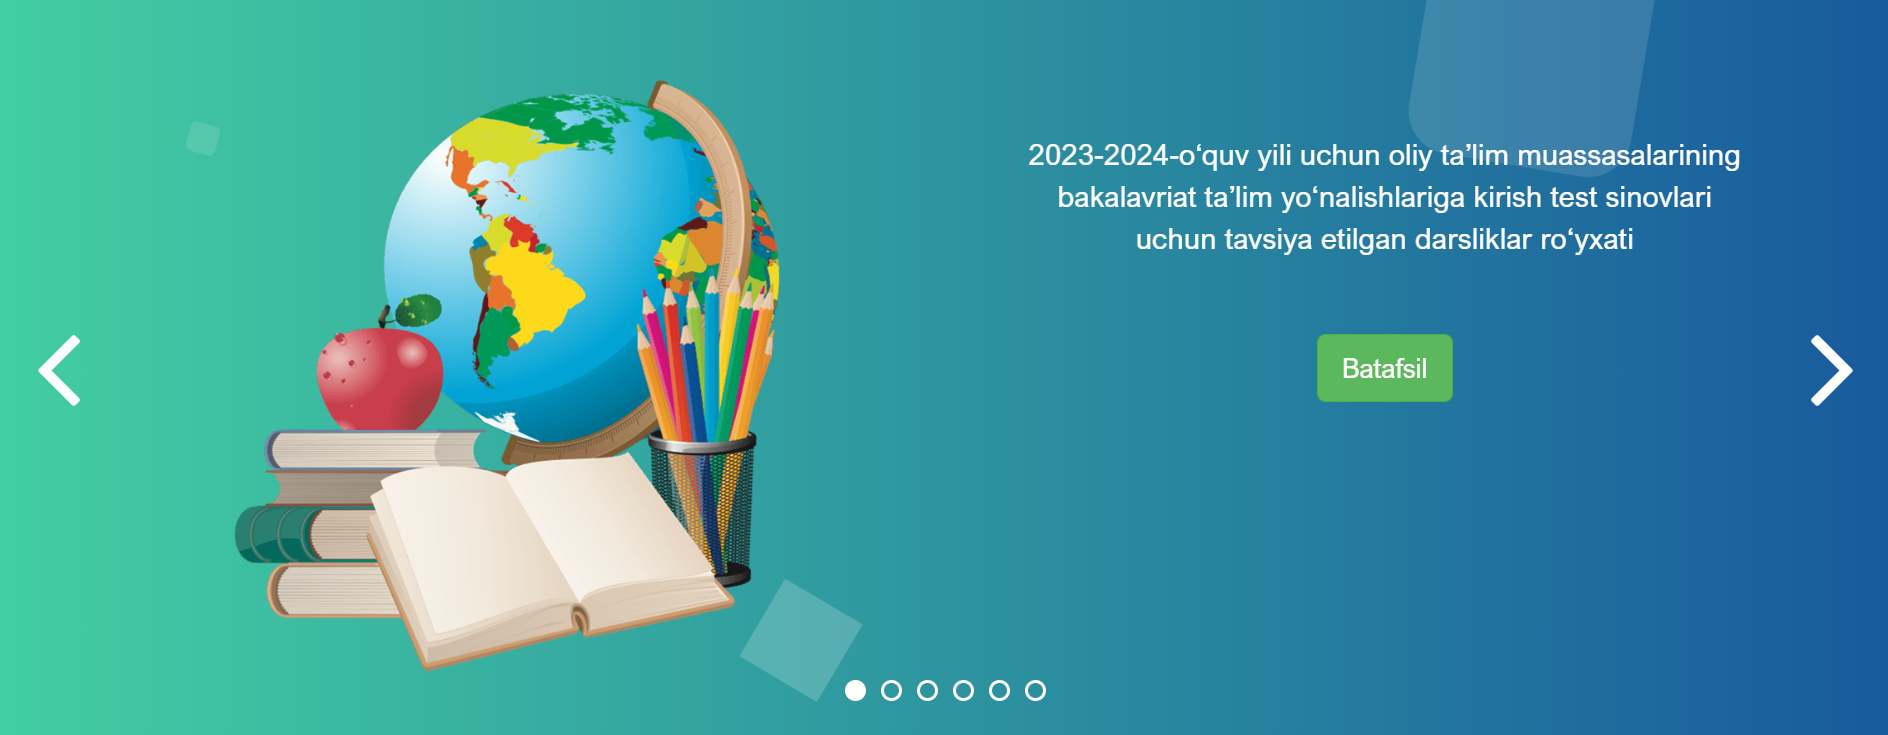 2023-2024-o‘quv yili uchun oliy ta’lim muassasalarining
bakalavriat ta’lim yo‘nalishlariga kirish test sinovlari
uchun tavsiya etilgan darsliklar ro‘yxati
Batafsil